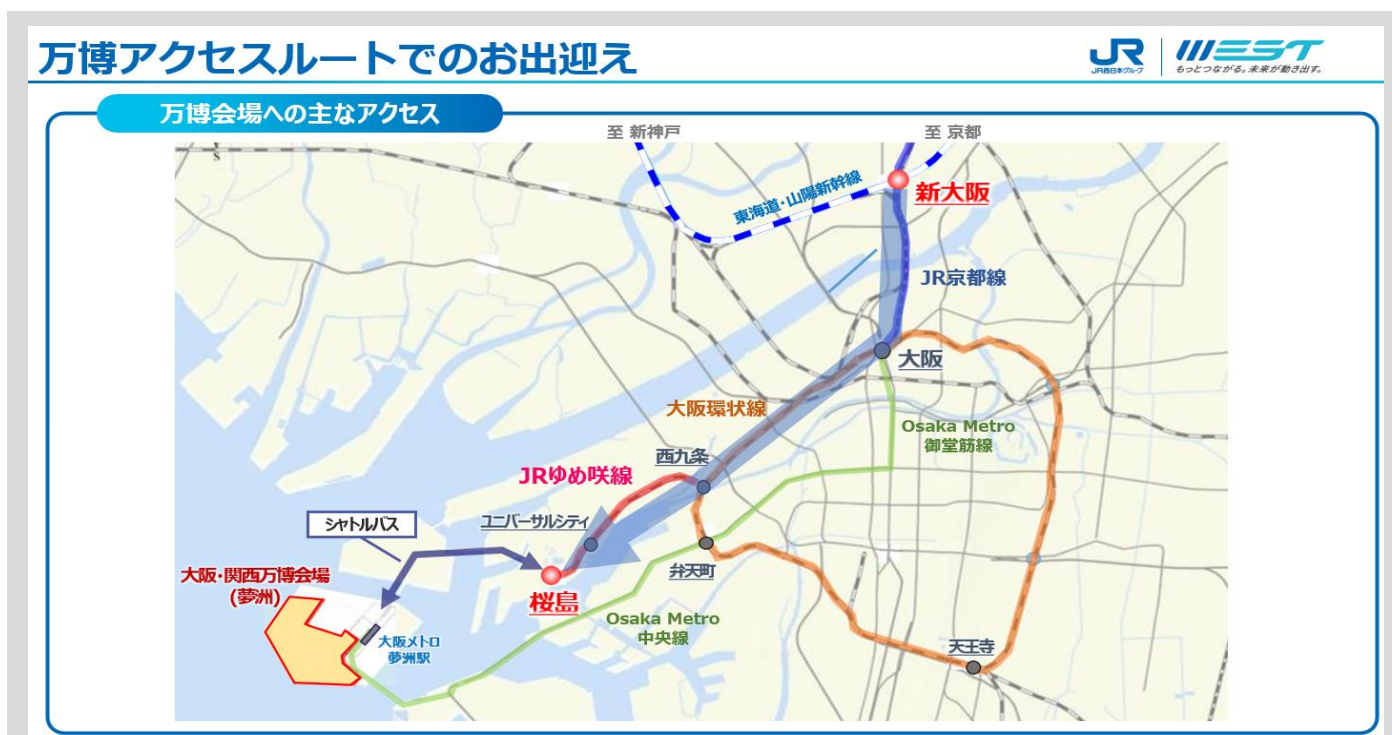 万博アクセスルートでのお出迎え
JR
JR西日本グループ
WEST
もっとつながる。未来が動き出す。
万博会場への主なアクセス
至 新神戸
至 京都
S
東海道・山陽新幹線
新大阪
JR京都線
大阪
大阪環状線
Osaka Metro
御堂筋線
西九条
JRゆめ咲線
シャトルバス
ユニバーサルシティ
大阪・関西万博会場
(夢洲)
桜島
弁天町
Osaka Metro
中央線
大阪メトロ
夢洲駅
天王寺